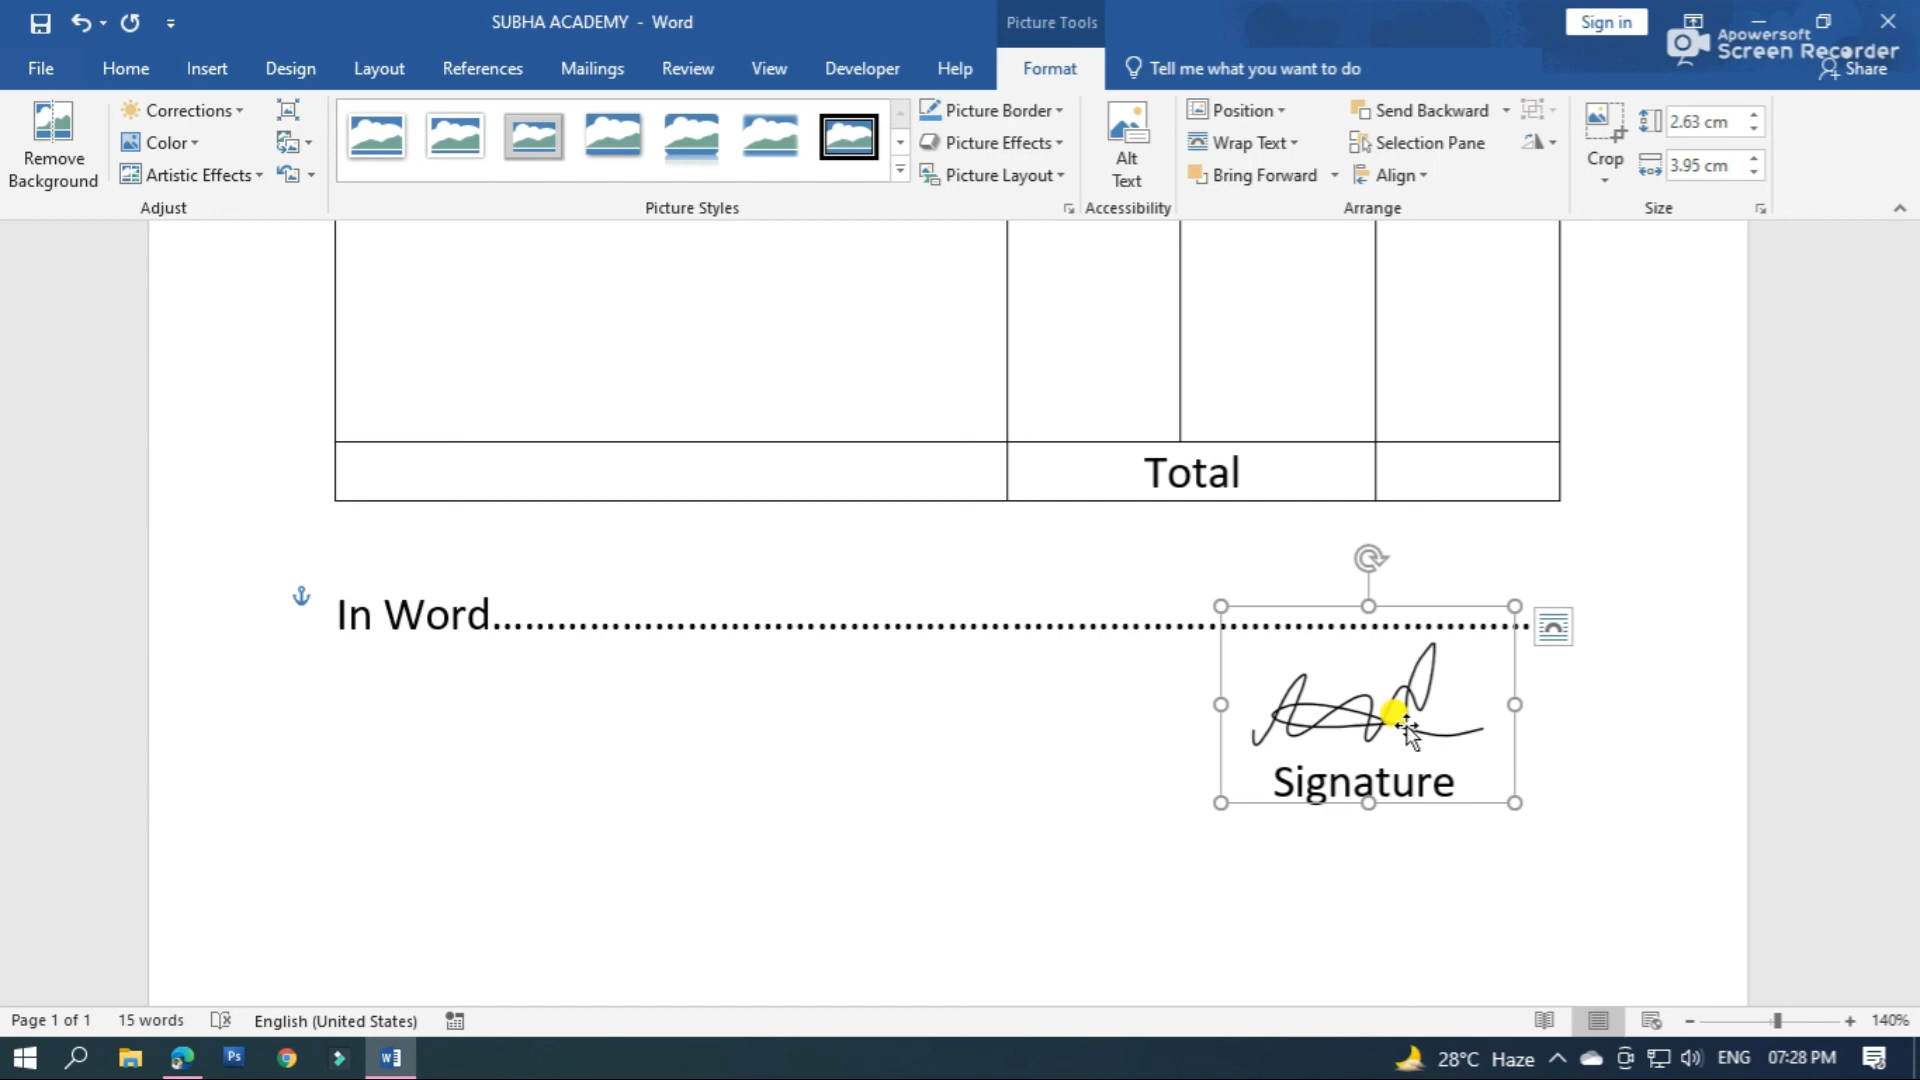 SUBHA ACADEMY - Word
Picture Tools
Sign in
Apowersoft
Screen Recorder
File Home Insert Design Layout References Mailings Review View Developer Help Format Tell me what you want to do Share
Remove Background
Corrections
Color
Artistic Effects
Adjust
Picture Styles
Picture Border
Picture Effects
Picture Layout
Alt Text
Accessibility
Position
Wrap Text
Bring Forward
Send Backward
Selection Pane
Align
Arrange
Crop
2.63 cm
3.95 cm
Size
Total
In Word................................................................................................
Signature
Page 1 of 1 15 words English (United States) 140%
Ps W 28°C Haze ENG 07:28 PM